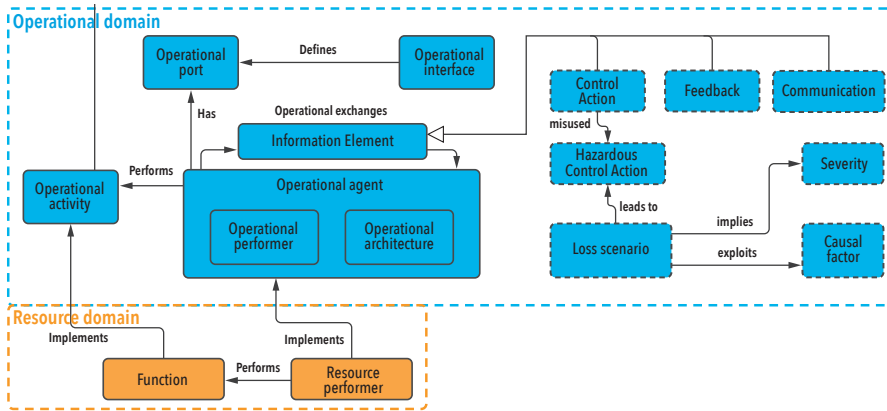 Operational domain
Operational
port
Defines
Operational
interface
Control
Action
Feedback
Communication
Has
Operational exchanges
Information Element
misused
Hazardous
Control Action
Severity
Performs
Operational
activity
Operational agent
Operational
performer
Operational
architecture
leads to
implies
Loss scenario
exploits
Causal
factor
Resource domain
Implements
Implements
Function
Performs
Resource
performer